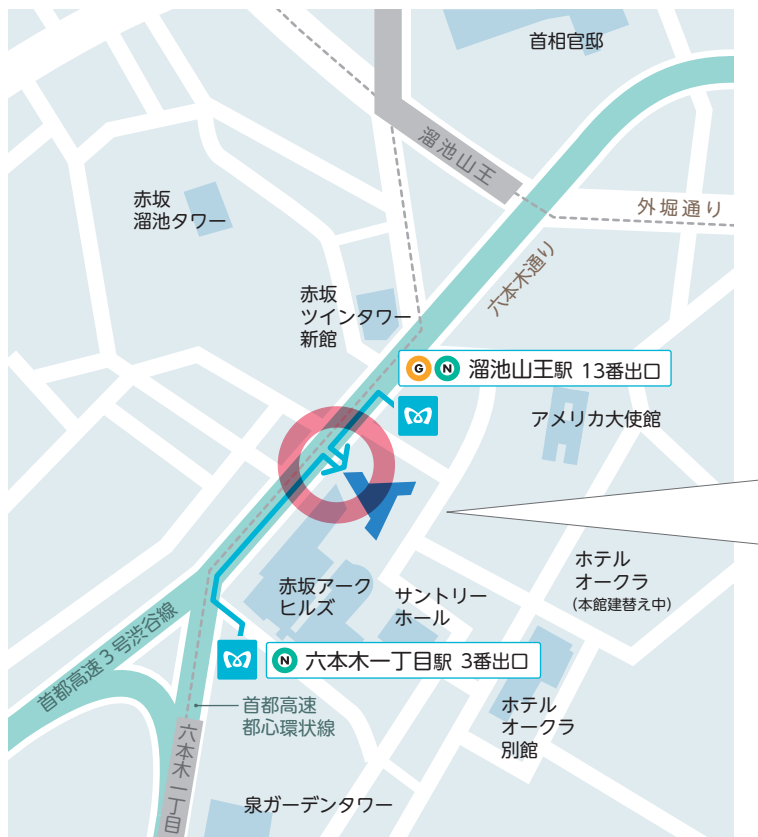 首相官邸
溜池山王
外堀通り
赤坂
溜池タワー
六本木通り
赤坂
ツインタワー
新館
G N 溜池山王駅 13番出口
アメリカ大使館
赤坂アーク
ヒルズ
サントリー
ホール
ホテル
オークラ
(本館建替え中)
首都高速3号渋谷線
N 六本木一丁目駅 3番出口
首都高速
都心環状線
ホテル
オークラ
別館
六本木一丁目
泉ガーデンタワー